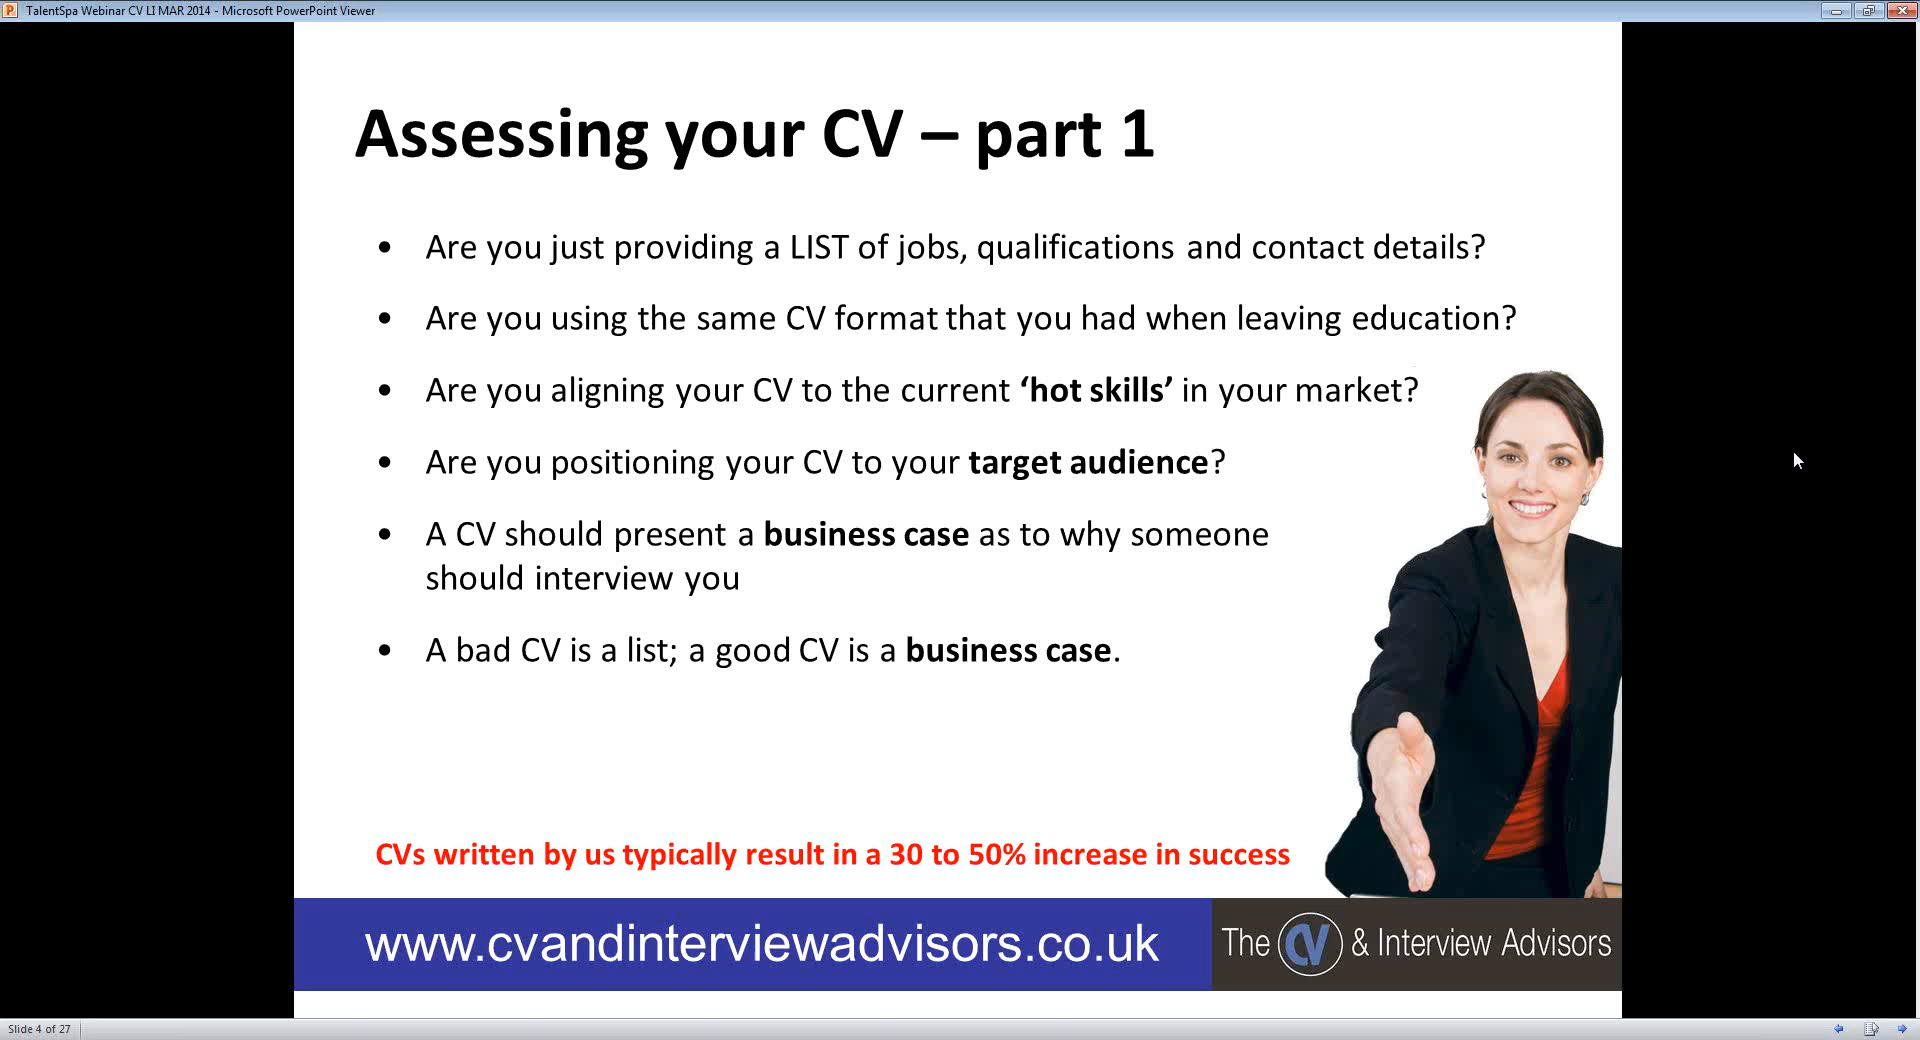 TalentSpa Webinar CV LI MAR 2014 - Microsoft PowerPoint Viewer
Assessing your CV – part 1
• Are you just providing a LIST of jobs, qualifications and contact details?
• Are you using the same CV format that you had when leaving education?
• Are you aligning your CV to the current ‘hot skills’ in your market?
• Are you positioning your CV to your target audience?
• A CV should present a business case as to why someone
should interview you
• A bad CV is a list; a good CV is a business case.
CVs written by us typically result in a 30 to 50% increase in success
www.cvandinterviewadvisors.co.uk
The CV & Interview Advisors
Slide 4 of 27